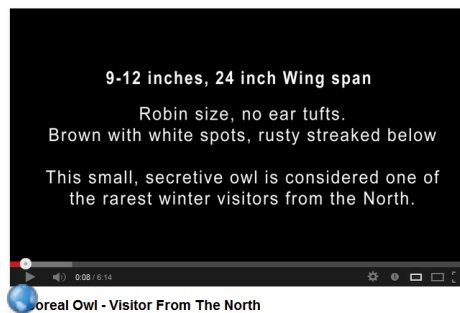 9-12 inches, 24 inch Wing span
Robin size, no ear tufts.
Brown with white spots, rusty streaked below
This small, secretive owl is considered one of
the rarest winter visitors from the North.
0:08 / 6:14
oreal Owl - Visitor From The North